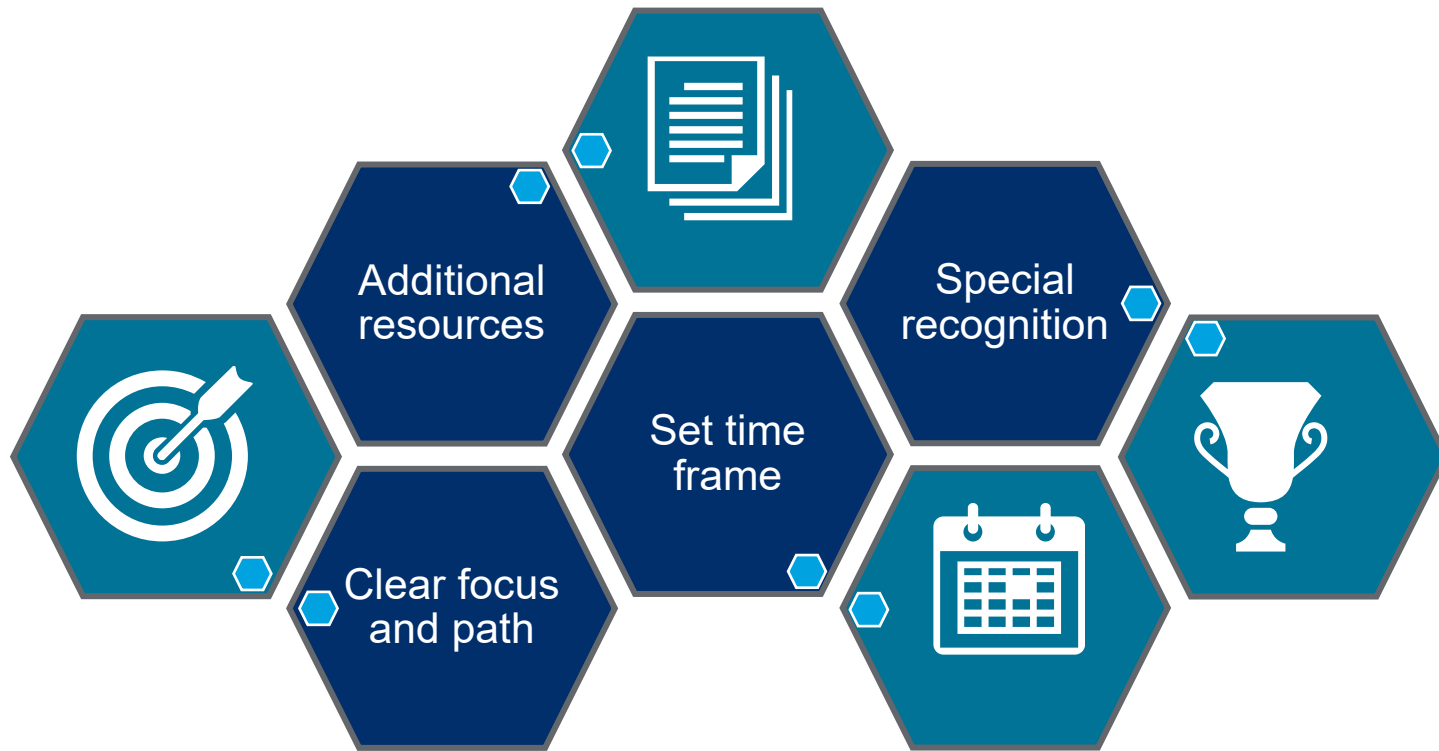 Additional
resources
Special
recognition
Set time
frame
Clear focus
and path